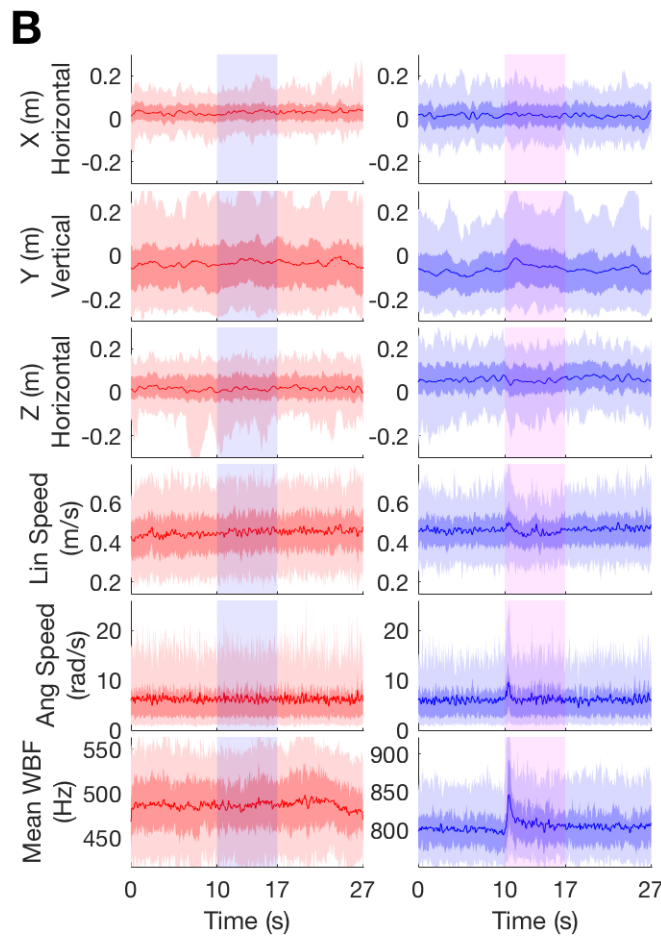 B
X (m)
Horizontal
0.2
0
-0.2
0.2
0
-0.2
Y (m)
Vertical
0.2
0
-0.2
0.2
0
-0.2
Z (m)
Horizontal
0.2
0
-0.2
0.2
0
-0.2
Lin Speed
(m/s)
0.6
0.4
0.2
0.6
0.4
0.2
Ang Speed
(rad/s)
20
10
0
20
10
0
Mean WBF
(Hz)
550
500
450
900
850
800
0 10 17 27
0 10 17 27
Time (s)
Time (s)